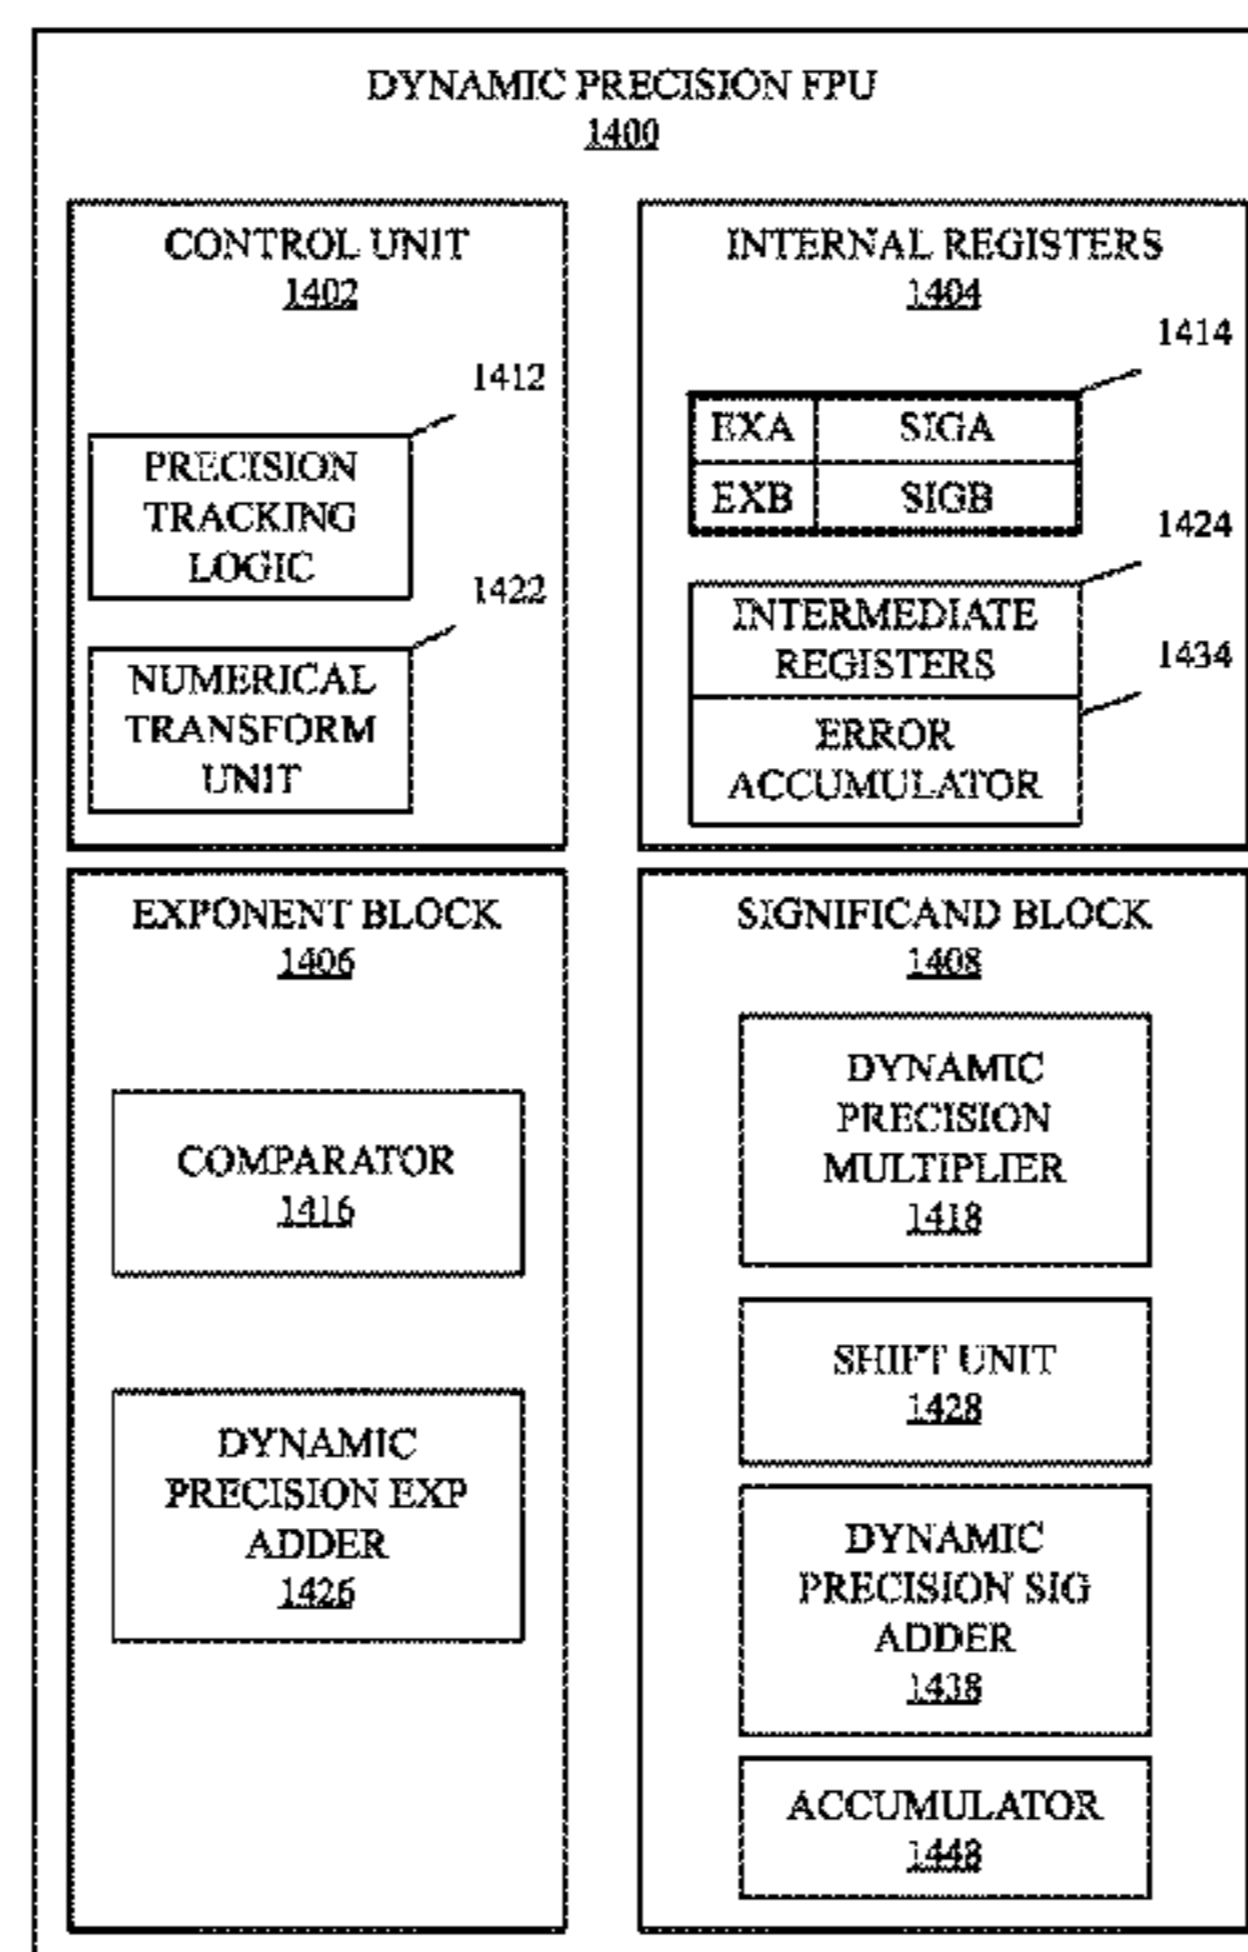 DYNAMIC PRECISION FPU
1400
CONTROL UNIT
1402
1412
PRECISION
TRACKING
LOGIC
1422
NUMERICAL
TRANSFORM
UNIT
INTERNAL REGISTERS
1404
1414
EXA SIGA
EXB SIGB
1424
INTERMEDIATE
REGISTERS
1434
ERROR
ACCUMULATOR
EXPONENT BLOCK
1406
COMPARATOR
1416
DYNAMIC
PRECISION EXP
ADDER
1426
SIGNIFICAND BLOCK
1408
DYNAMIC
PRECISION
MULTIPLIER
1418
SHIFT UNIT
1428
DYNAMIC
PRECISION SIG
ADDER
1438
ACCUMULATOR
1448